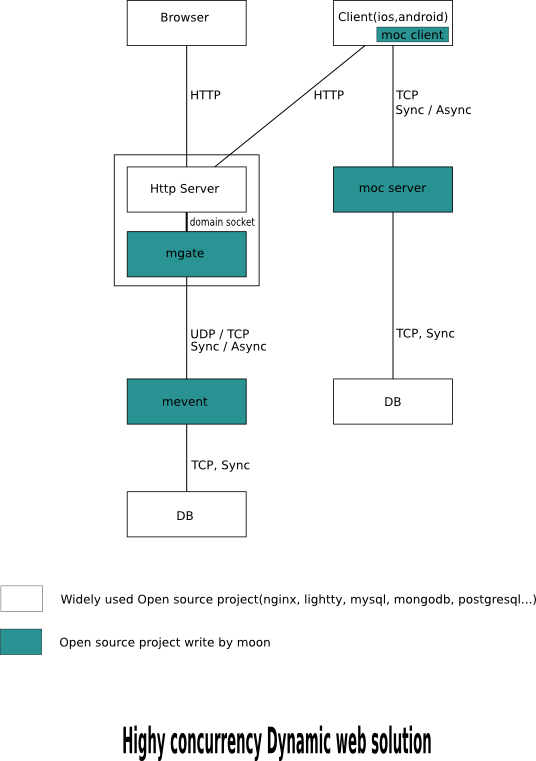 Browser
Client(ios,android)
moc client
HTTP
HTTP
TCP
Sync / Async
Http Server
moc server
domain socket
mgate
UDP / TCP
Sync / Async
TCP, Sync
mevent
DB
TCP, Sync
DB
Widely used Open source project(nginx, lightty, mysql, mongodb, postgresql...)
Open source project write by moon
Highy concurrency Dynamic web solution